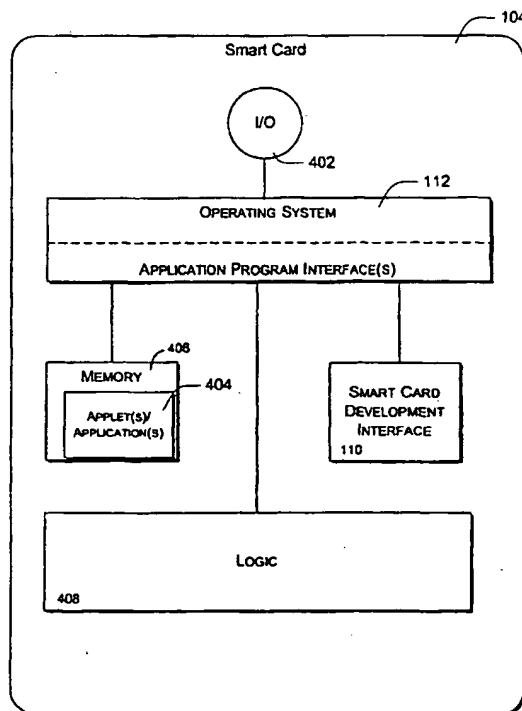 104
Smart Card
I/O
402
112
OPERATING SYSTEM
APPLICATION PROGRAM INTERFACE(S)
406
MEMORY
404
APPLET(S)/
APPLICATION(S)
SMART CARD
DEVELOPMENT
INTERFACE
110
LOGIC
408